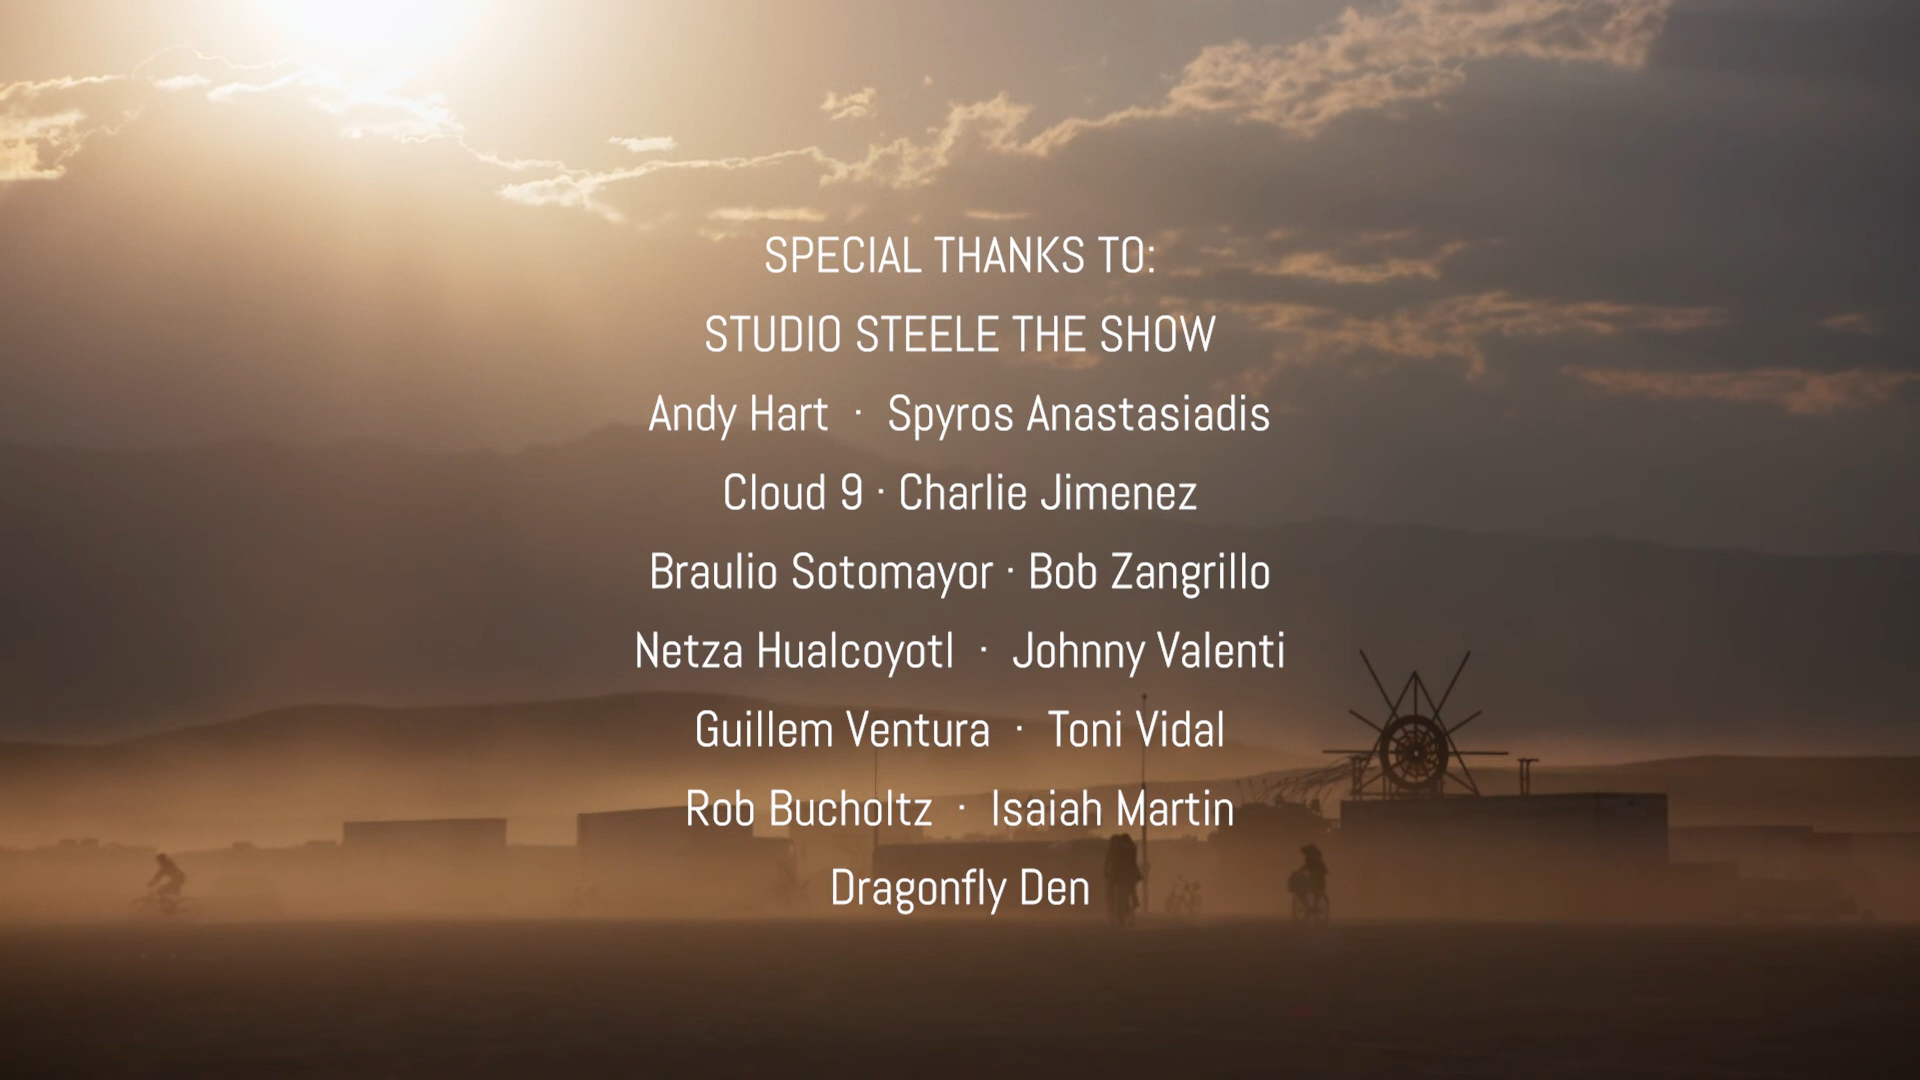 SPECIAL THANKS TO:
STUDIO STEELE THE SHOW
Andy Hart · Spyros Anastasiadis
Cloud 9 · Charlie Jimenez
Braulio Sotomayor · Bob Zangrillo
Netza Hualcoyotl · Johnny Valenti
Guillem Ventura · Toni Vidal
Rob Bucholtz · Isaiah Martin
Dragonfly Den